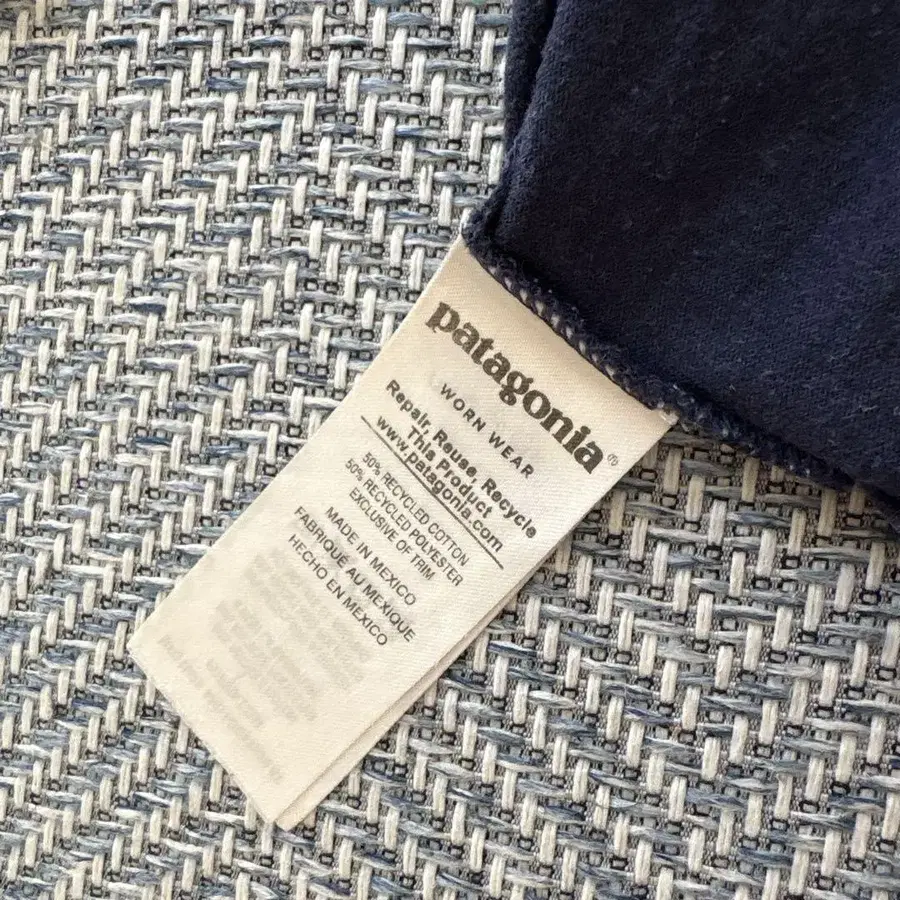 patagonia®
WORN WEAR
Repair, Reuse, Recycle
This Product
www.patagonia.com
50% RECYCLED COTTON
50% RECYCLED POLYESTER
EXCLUSIVE OF TRIM
MADE IN MEXICO
FABRIQUÉ AU MEXIQUE
HECHO EN MEXICO